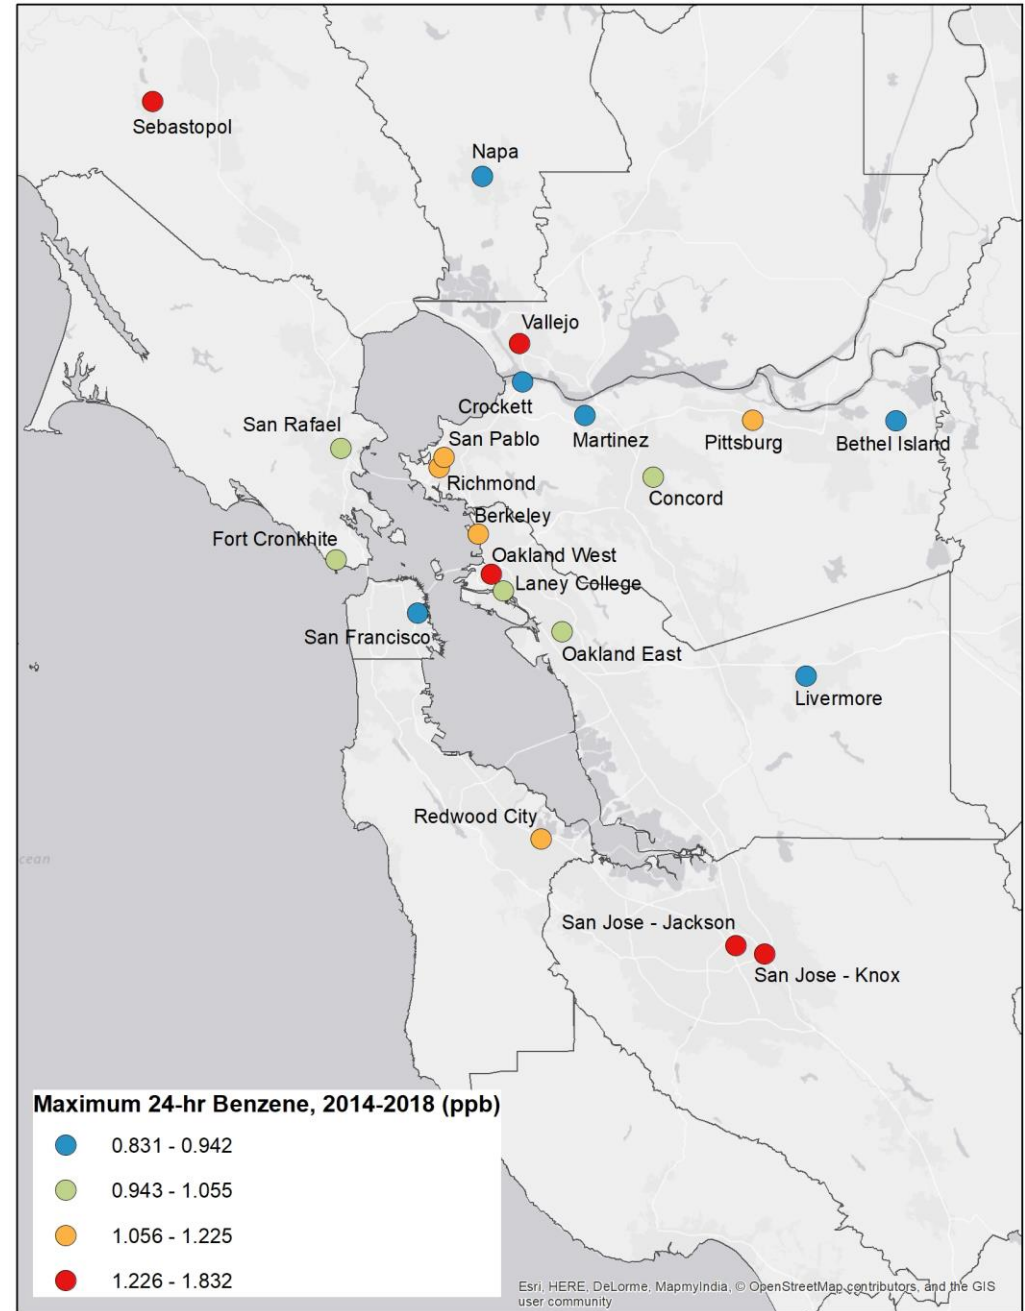 Sebastopol
Napa
Vallejo
Crockett
San Rafael
San Pablo
Martinez
Pittsburg
Bethel Island
Richmond
Concord
Berkeley
Fort Cronkhite
Oakland West
Laney College
San Francisco
Oakland East
Livermore
Redwood City
cean
San Jose - Jackson
San Jose - Knox
Maximum 24-hr Benzene, 2014-2018 (ppb)
0.831 - 0.942
0.943 - 1.055
1.056 - 1.225
1.226 - 1.832
Esri, HERE, DeLorme, MapmyIndia, © OpenStreetMap contributors, and the GIS
user community